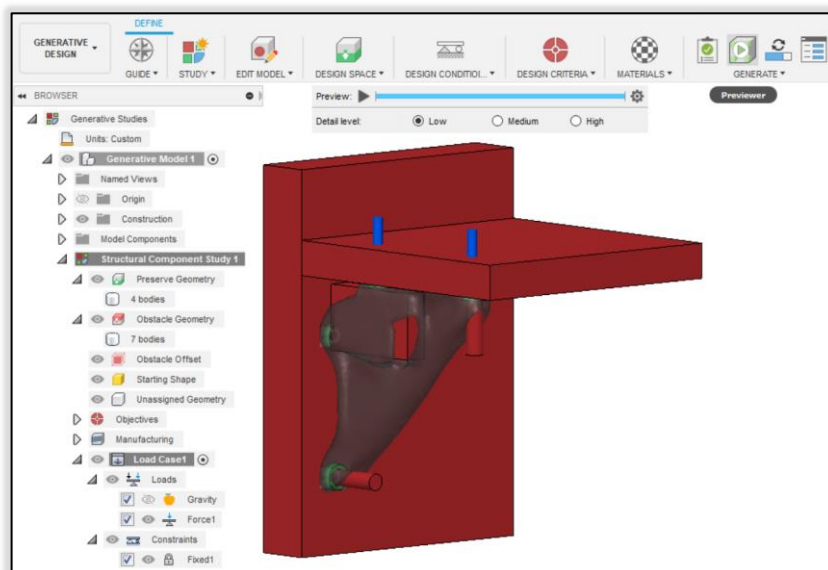 DEFINE
GENERATIVE DESIGN
GUIDE
STUDY
EDIT MODEL
DESIGN SPACE
DESIGN CONDITIOI...
DESIGN CRITERIA
MATERIALS
GENERATE
BROWSER
Preview:
Previewer
Detail level:
Low
Medium
High
Generative Studies
Units: Custom
Generative Model 1
Named Views
Origin
Construction
Model Components
Structural Component Study 1
Preserve Geometry
4 bodies
Obstacle Geometry
7 bodies
Obstacle Offset
Starting Shape
Unassigned Geometry
Objectives
Manufacturing
Load Case1
Loads
Gravity
Force1
Constraints
Fixed1